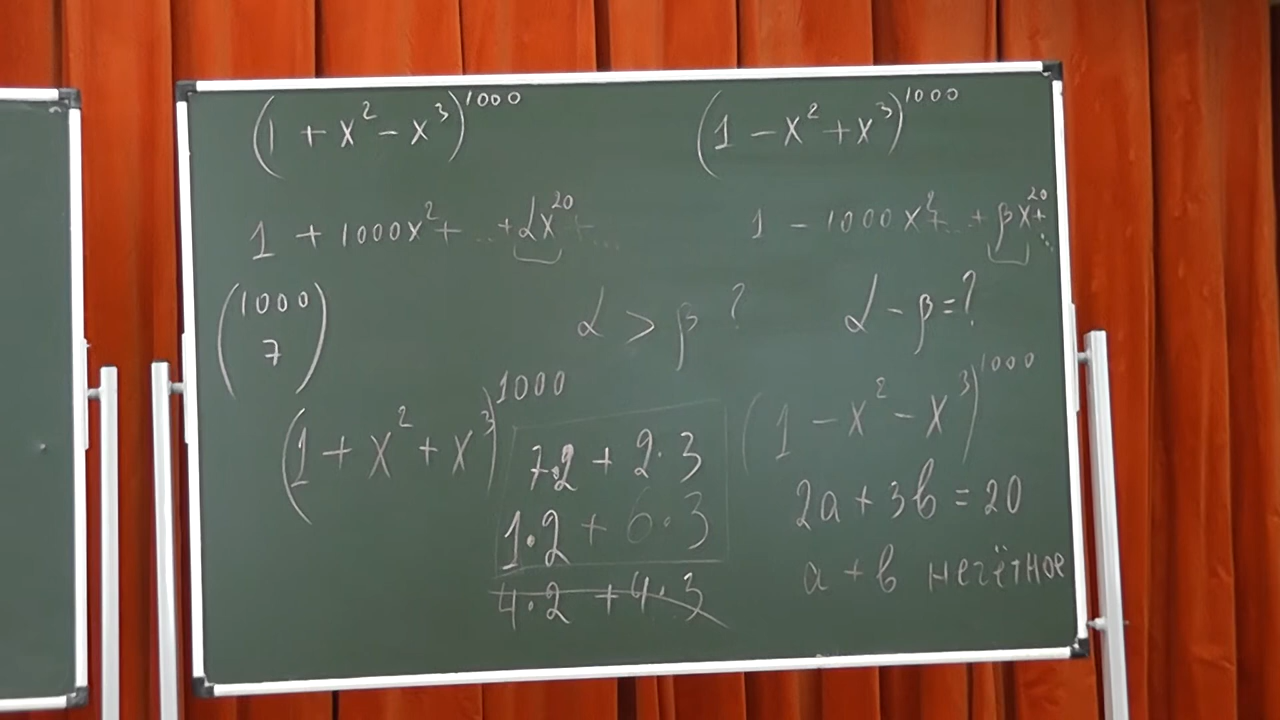 (1 + x² − x³)¹⁰⁰⁰
(1 − x² + x³)¹⁰⁰⁰
1 + 1000x² + ... + αx²⁰ + ...
1 − 1000x² + ... + βx²⁰ + ...
(1000
7)
α > β ?
α − β = ?
(1 + x² + x³)¹⁰⁰⁰
(1 − x² − x³)¹⁰⁰⁰
7·2 + 2·3
1·2 + 6·3
4·2 + 4·3
2a + 3b = 20
a + b нечётное